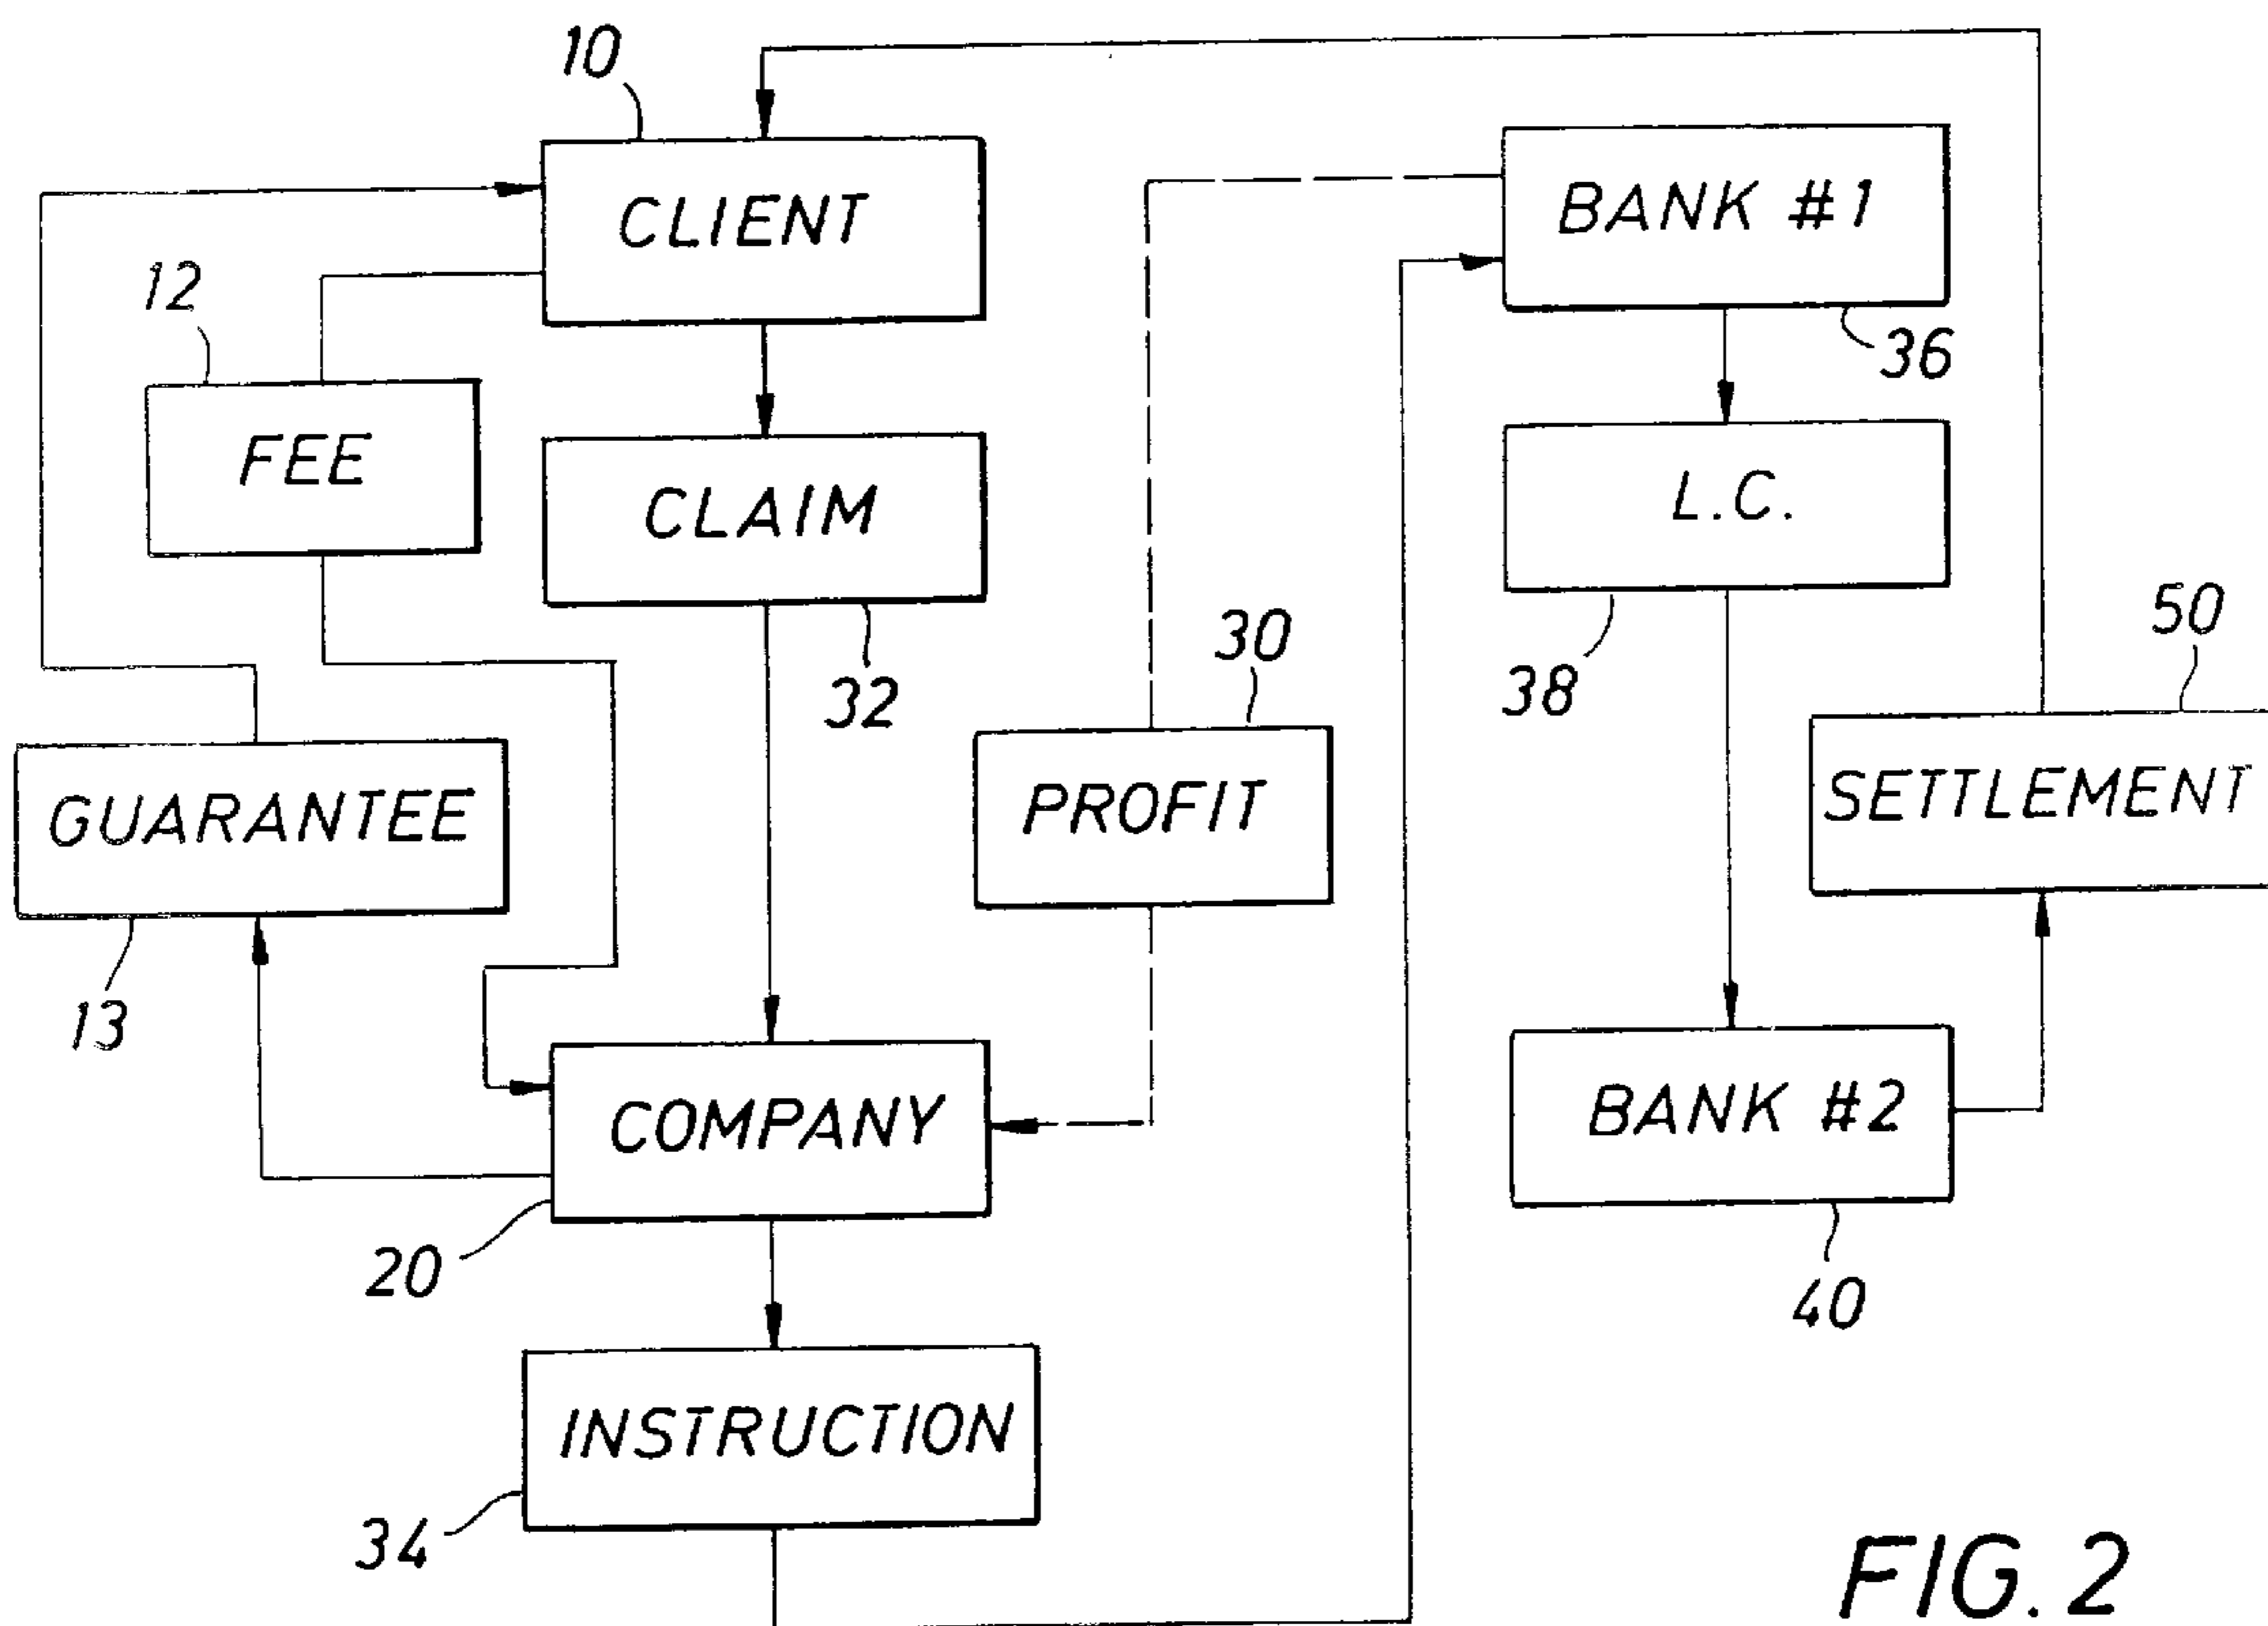 10
CLIENT
BANK #1
12
36
FEE
CLAIM
L.C.
32
30
38
50
GUARANTEE
PROFIT
SETTLEMENT
13
COMPANY
BANK #2
20
40
INSTRUCTION
34
FIG. 2